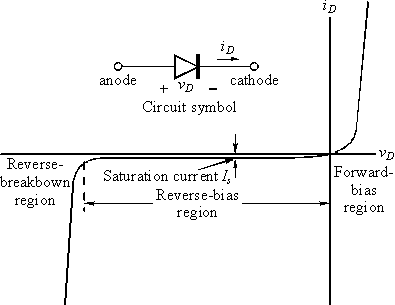 i_D
i_D
anode
+ v_D −
cathode
Circuit symbol
v_D
Reverse-
breakbown
region
Saturation current I_s
Reverse-bias
region
Forward-
bias
region